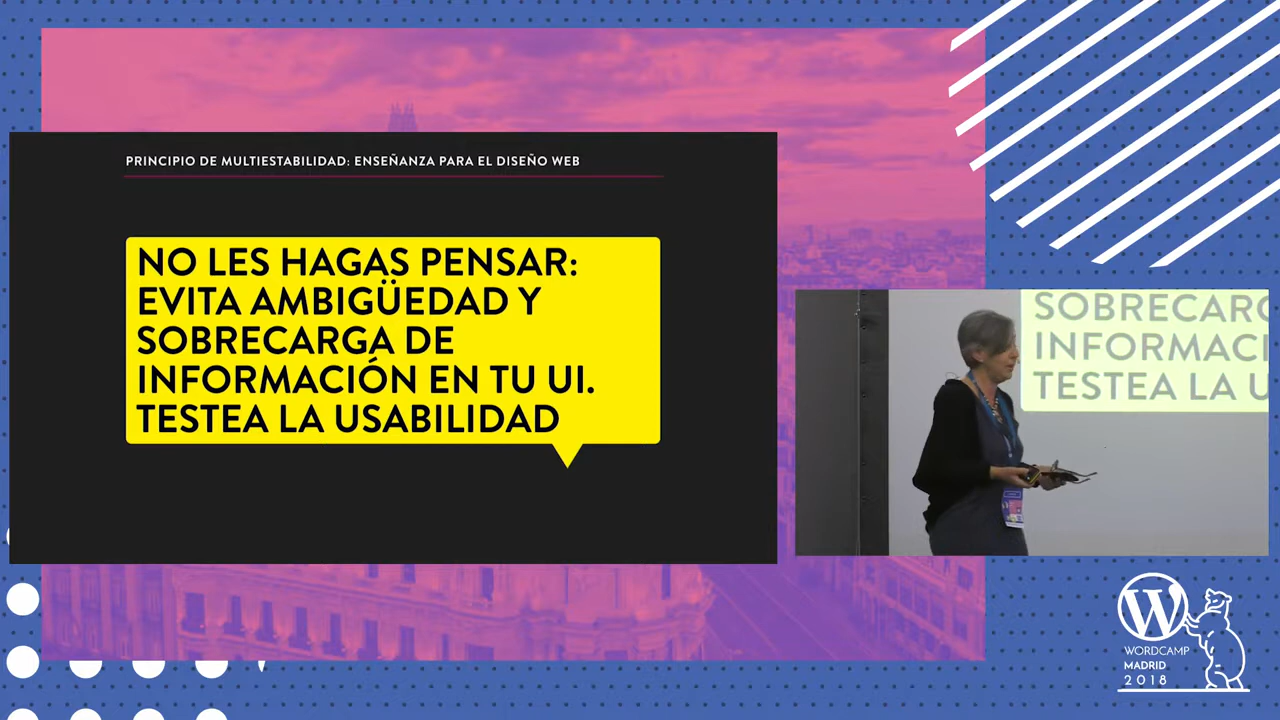 PRINCIPIO DE MULTIESTABILIDAD: ENSEÑANZA PARA EL DISEÑO WEB
NO LES HAGAS PENSAR:
EVITA AMBIGÜEDAD Y
SOBRECARGA DE
INFORMACIÓN EN TU UI.
TESTEA LA USABILIDAD
SOBRECARG
INFORMACI
TESTEA LA U
WORDCAMP
MADRID
2018